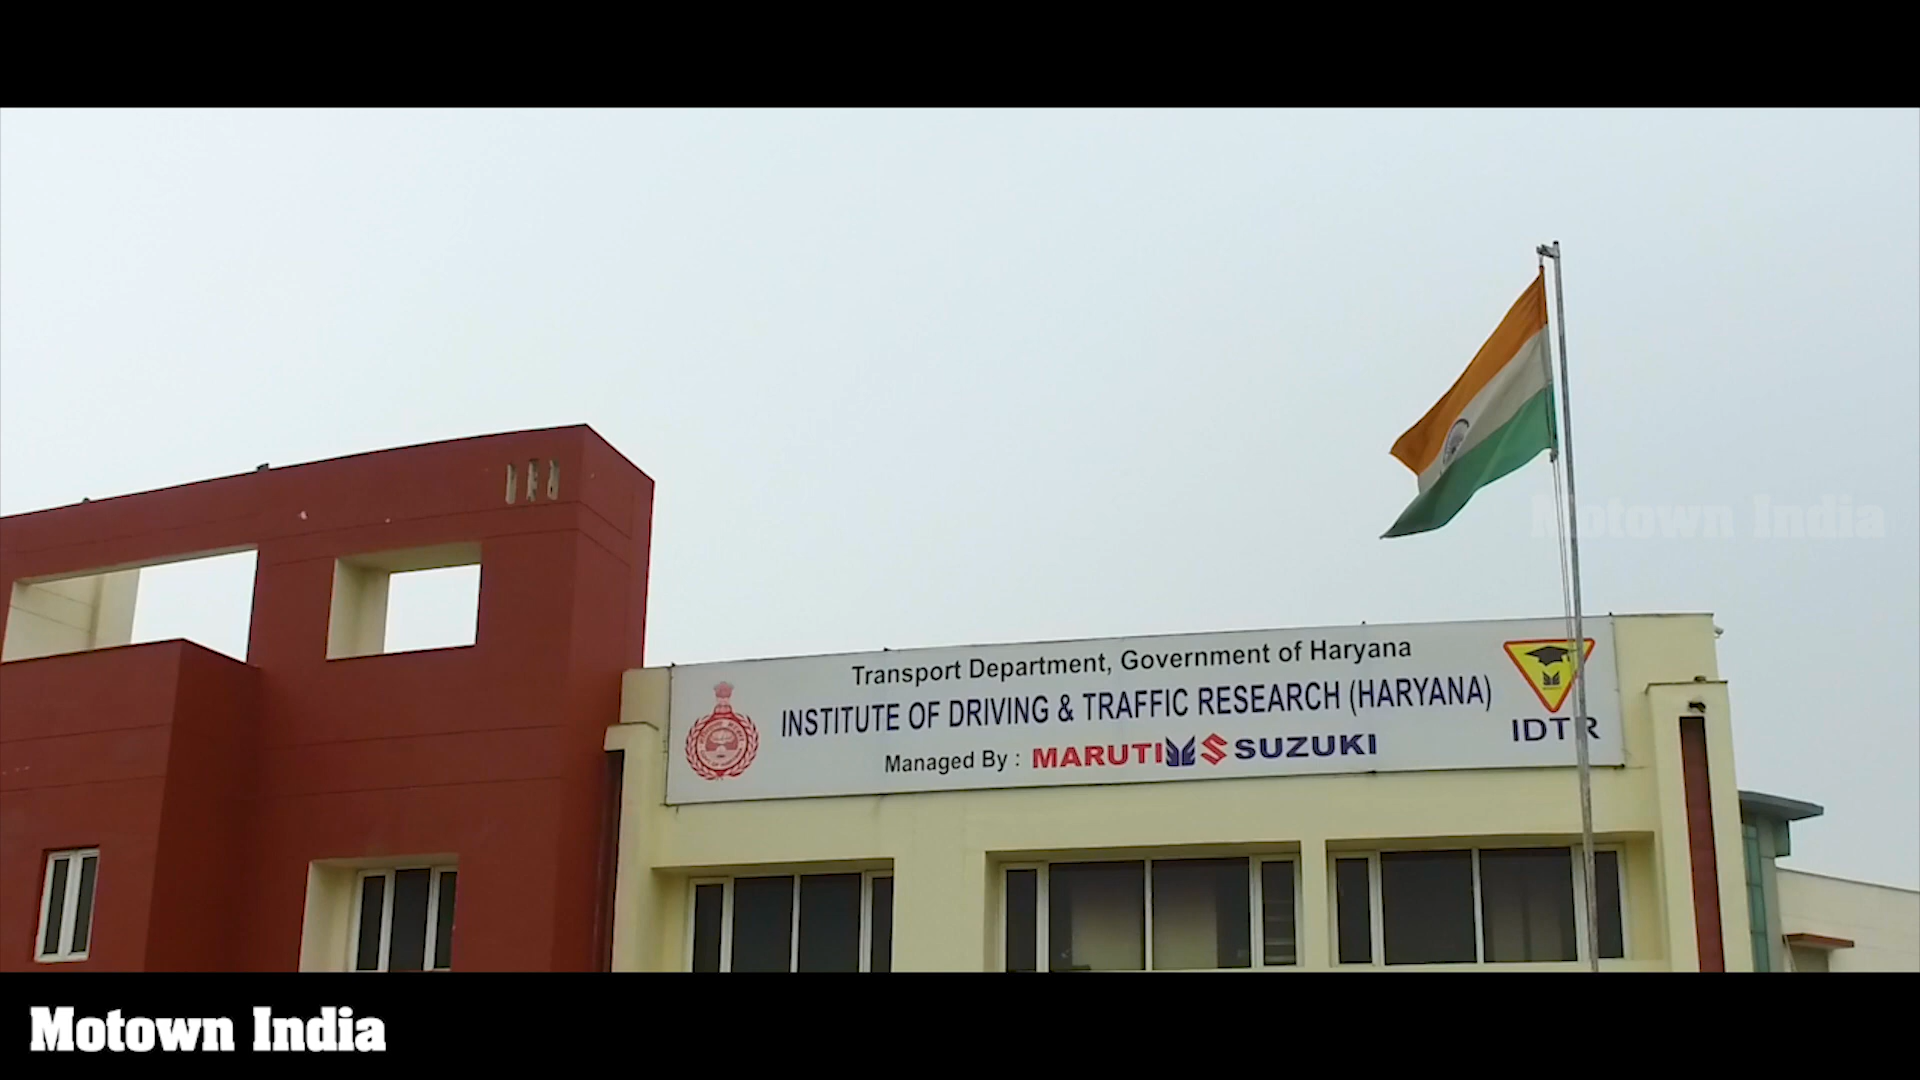 Motown India
Transport Department, Government of Haryana
INSTITUTE OF DRIVING & TRAFFIC RESEARCH (HARYANA)
Managed By : MARUTI SUZUKI
IDTR
Motown India